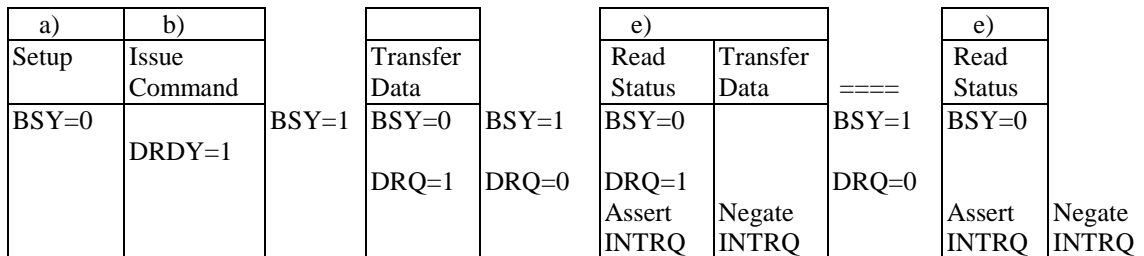 a) b) e) e)
Setup Issue Transfer Read Transfer Read
Command Data Status Data ==== Status
BSY=0 BSY=1 BSY=0 BSY=1 BSY=0 BSY=1 BSY=0
DRDY=1
DRQ=1 DRQ=0 DRQ=1 DRQ=0
Assert Negate Assert Negate
INTRQ INTRQ INTRQ INTRQ